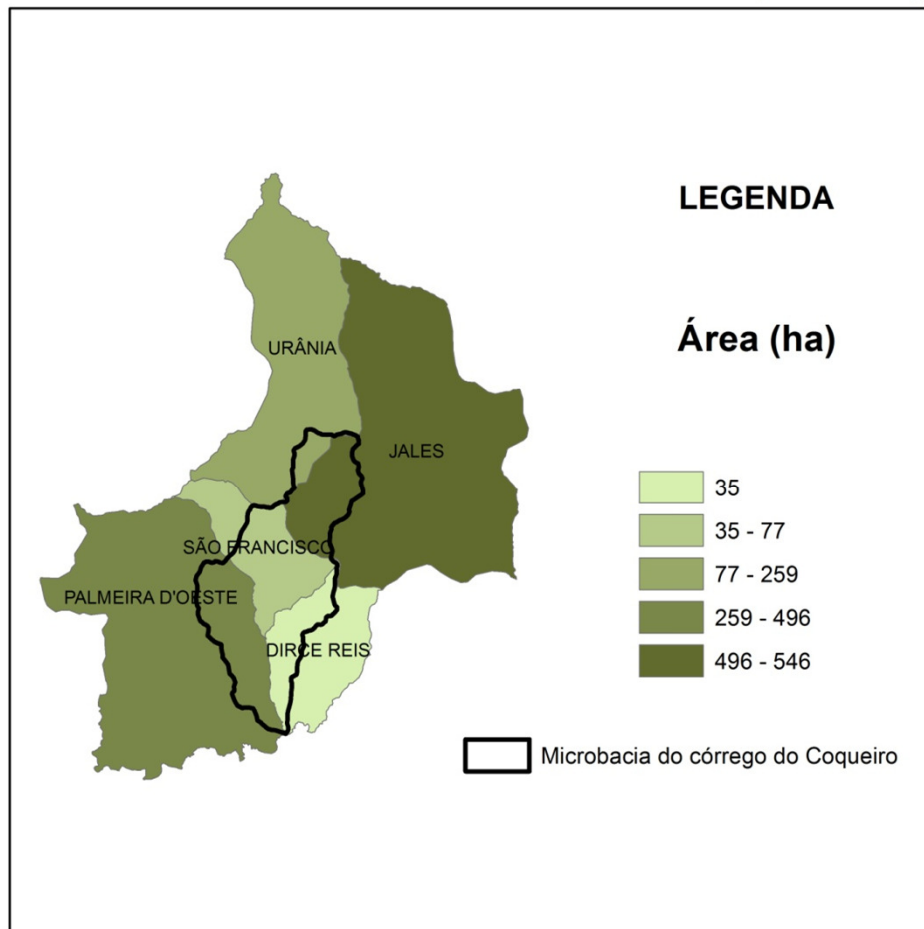 LEGENDA
Área (ha)
URÂNIA
JALES
SÃO FRANCISCO
PALMEIRA D'OESTE
DIRCE REIS
35
35 - 77
77 - 259
259 - 496
496 - 546
Microbacia do córrego do Coqueiro